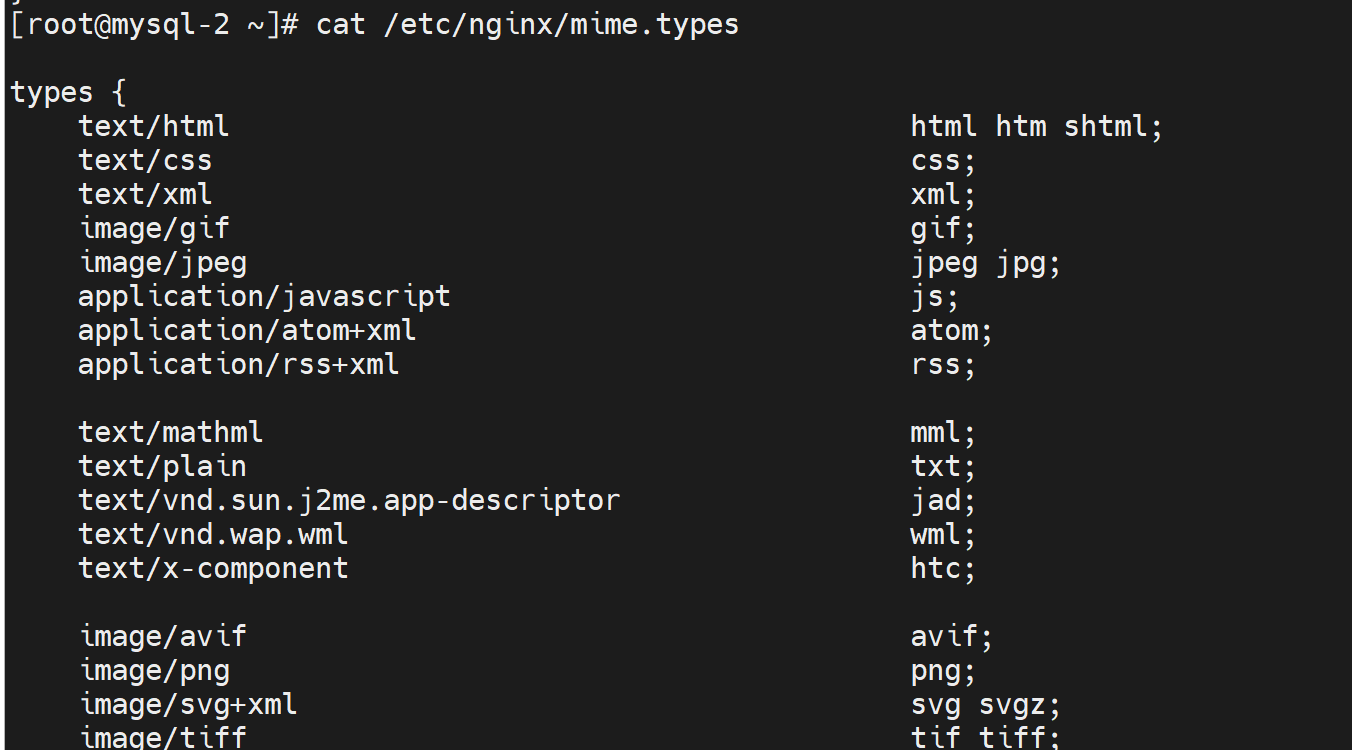 [root@mysql-2 ~]# cat /etc/nginx/mime.types
types {
text/html html htm shtml;
text/css css;
text/xml xml;
image/gif gif;
image/jpeg jpeg jpg;
application/javascript js;
application/atom+xml atom;
application/rss+xml rss;
text/mathml mml;
text/plain txt;
text/vnd.sun.j2me.app-descriptor jad;
text/vnd.wap.wml wml;
text/x-component htc;
image/avif avif;
image/png png;
image/svg+xml svg svgz;
image/tiff tif tiff;